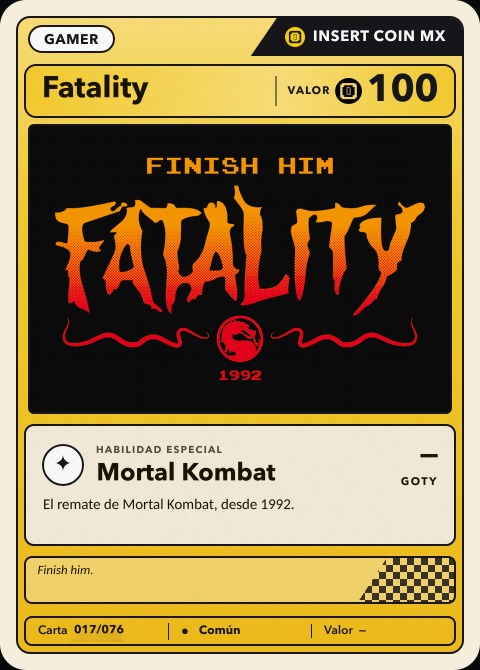 GAMER
INSERT COIN MX
Fatality
VALOR 100
FINISH HIM
FATALITY
1992
HABILIDAD ESPECIAL
Mortal Kombat
—
GOTY
El remate de Mortal Kombat, desde 1992.
Finish him.
Carta 017/076
● Común
Valor –